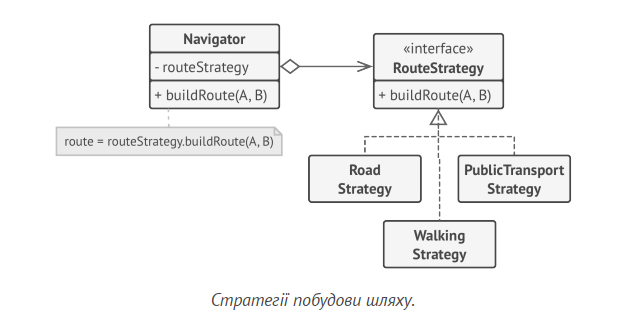 Navigator
- routeStrategy
+ buildRoute(A, B)
route = routeStrategy.buildRoute(A, B)
«interface»
RouteStrategy
+ buildRoute(A, B)
Road
Strategy
PublicTransport
Strategy
Walking
Strategy
Стратегії побудови шляху.